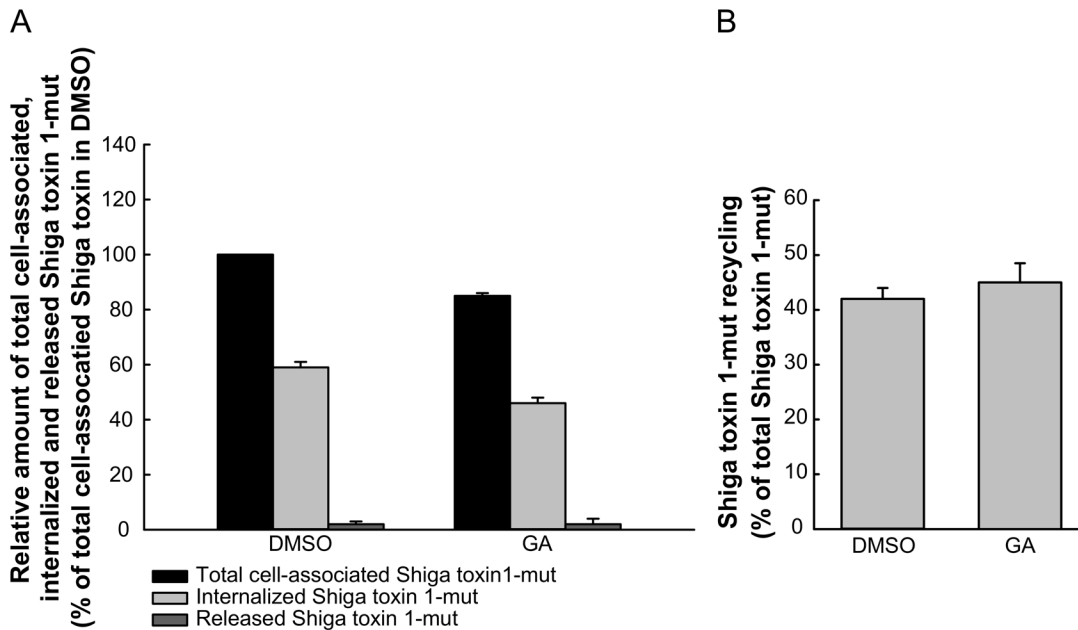 A
Relative amount of total cell-associated,
internalized and released Shiga toxin 1-mut
(% of total cell-assocatied Shiga toxin in DMSO)
140
120
100
80
60
40
20
0
DMSO
GA
Total cell-associated Shiga toxin1-mut
Internalized Shiga toxin 1-mut
Released Shiga toxin 1-mut
B
Shiga toxin 1-mut recycling
(% of total Shiga toxin 1-mut)
60
50
40
30
20
10
0
DMSO
GA